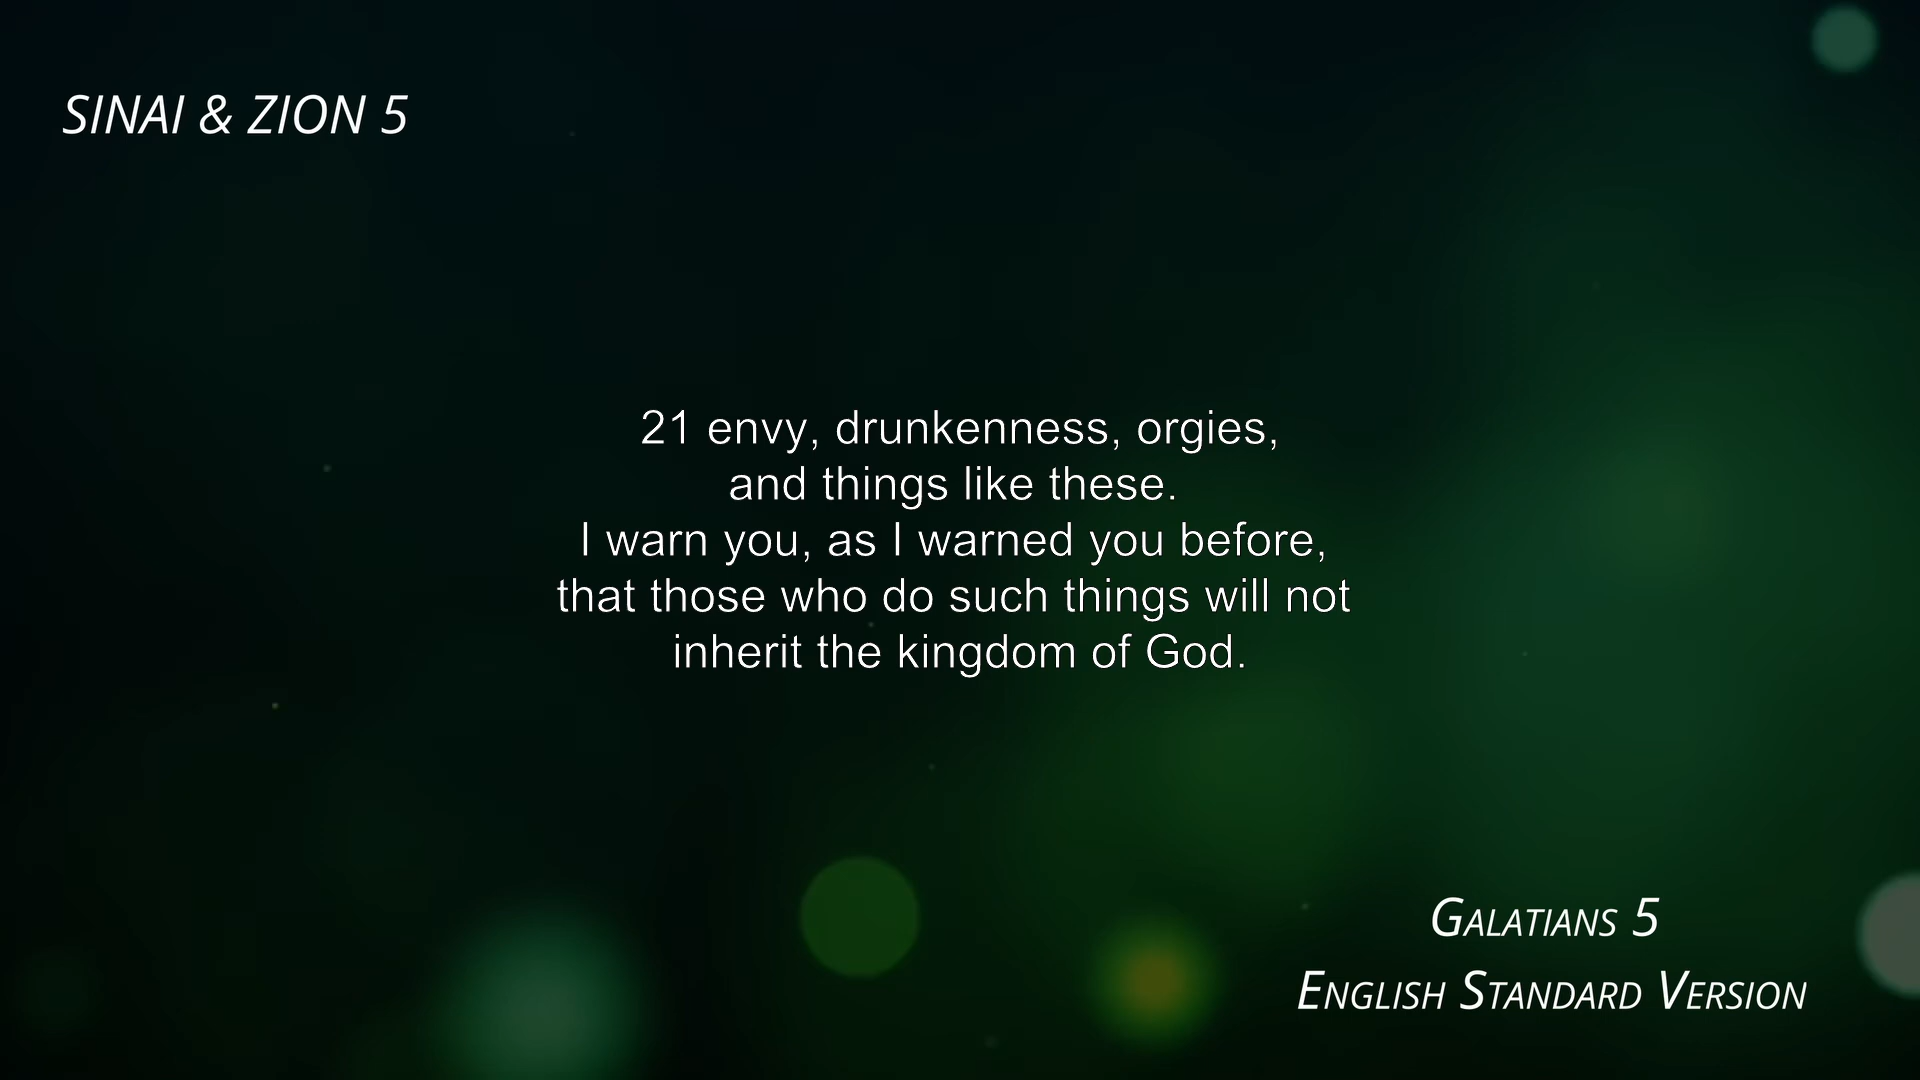 SINAI & ZION 5
21 envy, drunkenness, orgies,
and things like these.
I warn you, as I warned you before,
that those who do such things will not
inherit the kingdom of God.
Galatians 5
English Standard Version